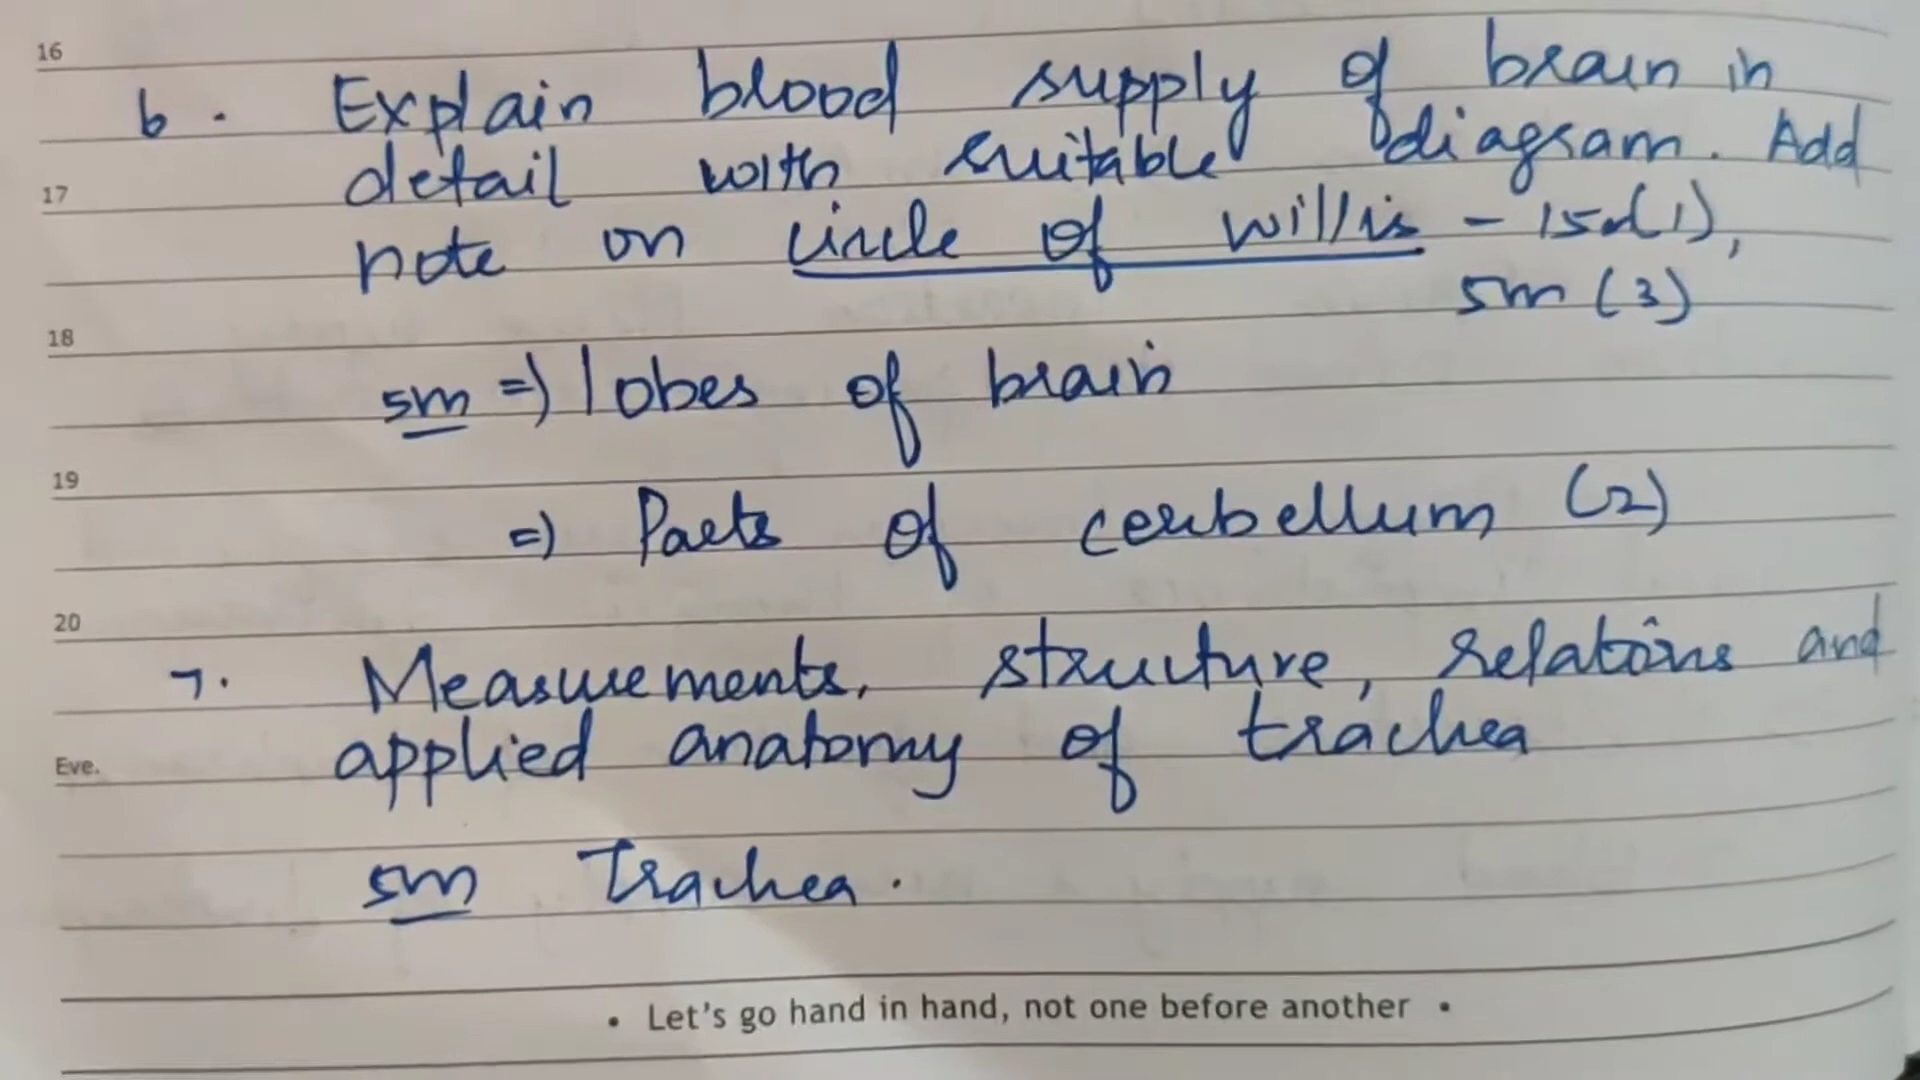 16
6. Explain blood supply of brain in
17 detail with suitable diagram. Add
note on circle of willis - 15m(1),
5m (3)
18
5m => lobes of brain
19
=> Parts of cerebellum (2)
20
7. Measurements, structure, relations and
applied anatomy of trachea
Eve.
5m Trachea.
• Let's go hand in hand, not one before another •